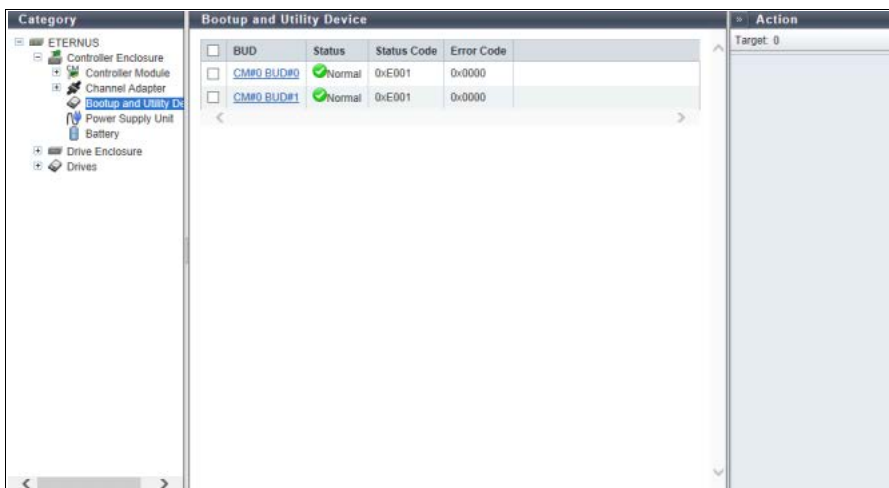 Category
ETERNUS
Controller Enclosure
Controller Module
Channel Adapter
Bootup and Utility De
Power Supply Unit
Battery
Drive Enclosure
Drives
Bootup and Utility Device
BUD Status Status Code Error Code
CM#0 BUD#0 Normal 0xE001 0x0000
CM#0 BUD#1 Normal 0xE001 0x0000
» Action
Target: 0